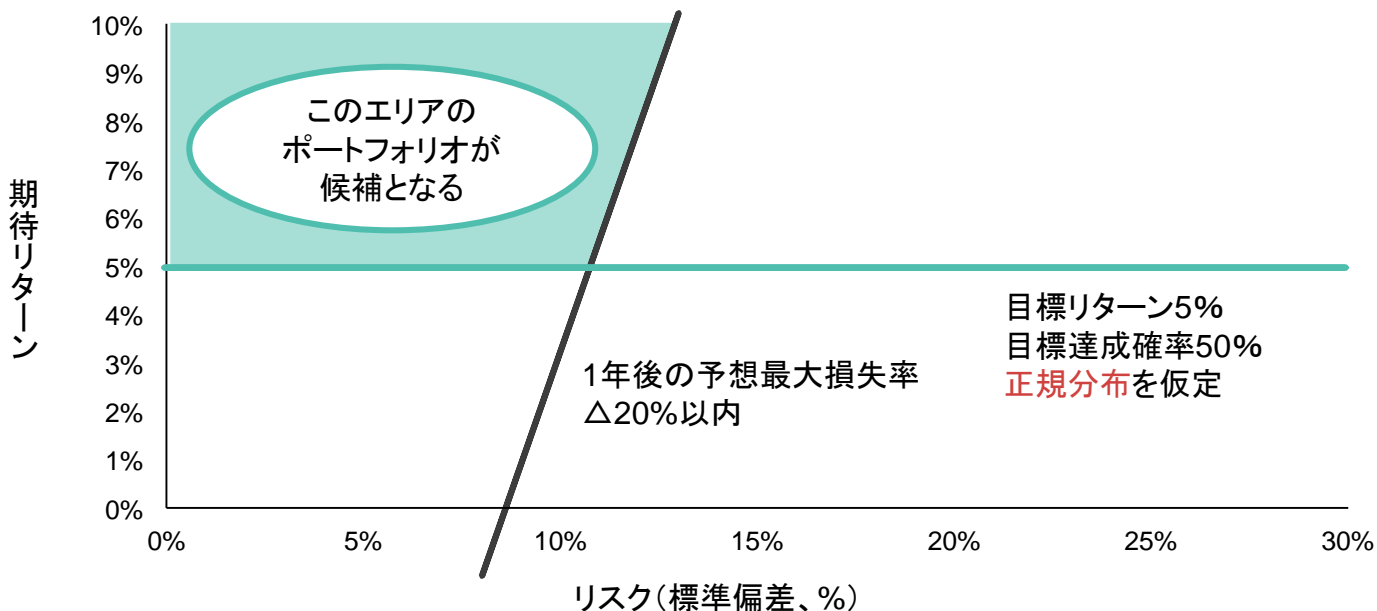 10%
9%
8%
7%
6%
5%
4%
3%
2%
1%
0%
期待リターン
このエリアの
ポートフォリオが
候補となる
目標リターン5%
目標達成確率50%
正規分布を仮定
1年後の予想最大損失率
△20%以内
0%
5%
10%
15%
20%
25%
30%
リスク(標準偏差、%)